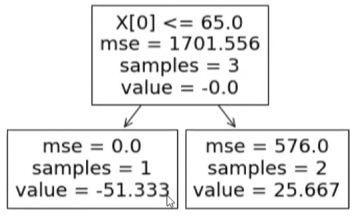 X[0] <= 65.0
mse = 1701.556
samples = 3
value = -0.0
mse = 0.0
samples = 1
value = -51.333
mse = 576.0
samples = 2
value = 25.667